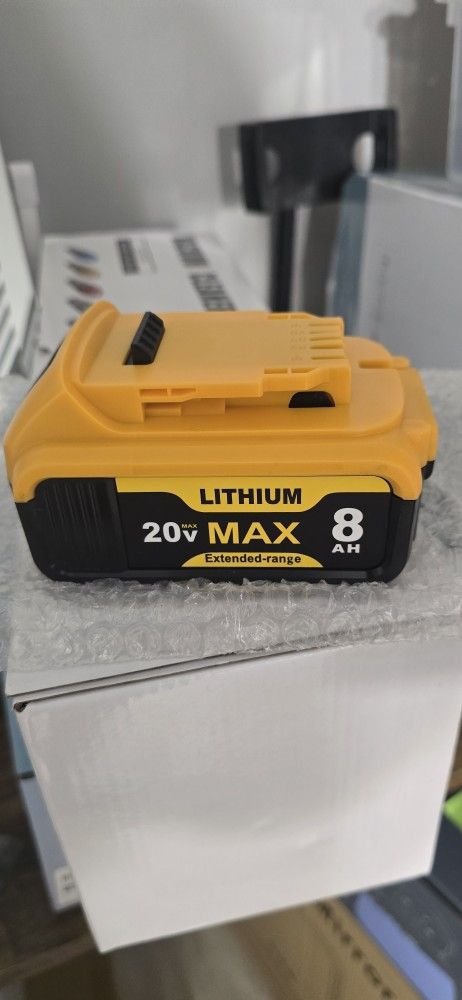 LITHIUM
20v MAX MAX 8
AH
Extended-range